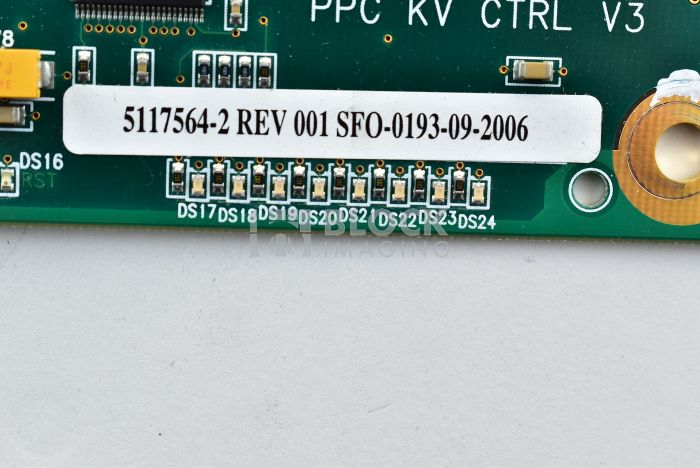 PPC KV CTRL V3
5117564-2 REV 001 SFO-0193-09-2006
DS16
RST
DS17 DS18 DS19 DS20 DS21 DS22 DS23 DS24
BLOCK
IMAGING